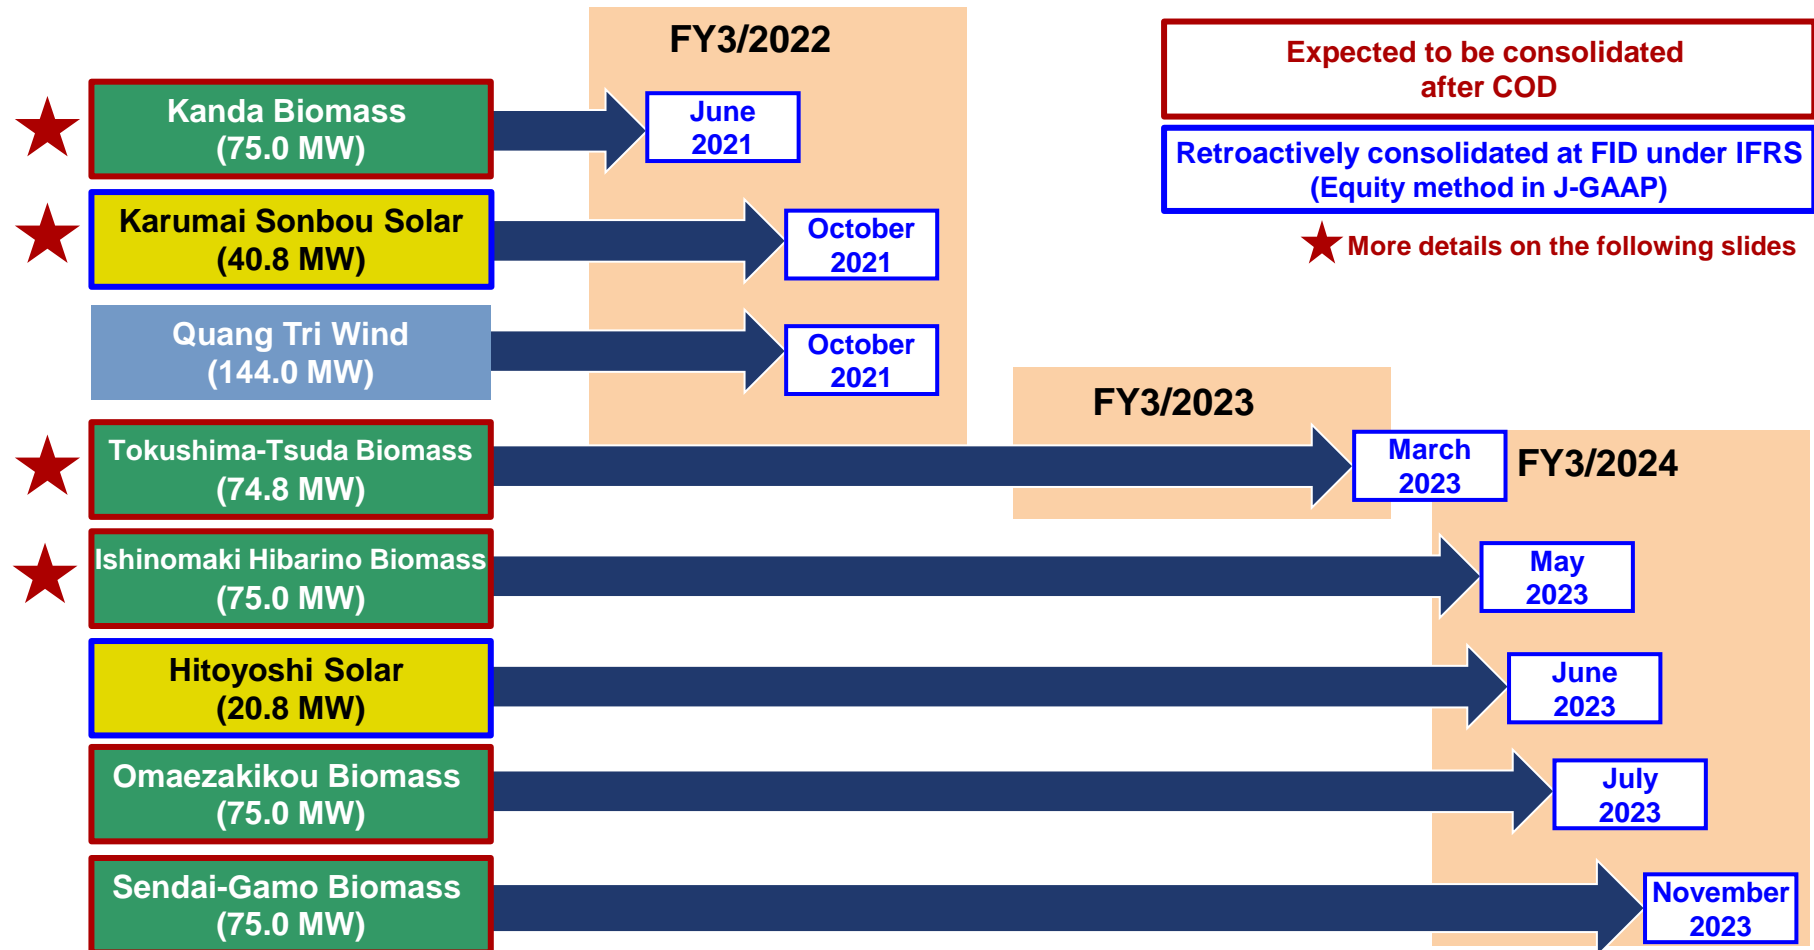 FY3/2022
Expected to be consolidated
after COD
Retroactively consolidated at FID under IFRS
(Equity method in J-GAAP)
More details on the following slides
Kanda Biomass
(75.0 MW)
June
2021
Karumai Sonbou Solar
(40.8 MW)
October
2021
Quang Tri Wind
(144.0 MW)
October
2021
FY3/2023
Tokushima-Tsuda Biomass
(74.8 MW)
March
2023
FY3/2024
Ishinomaki Hibarino Biomass
(75.0 MW)
May
2023
Hitoyoshi Solar
(20.8 MW)
June
2023
Omaezakikou Biomass
(75.0 MW)
July
2023
Sendai-Gamo Biomass
(75.0 MW)
November
2023